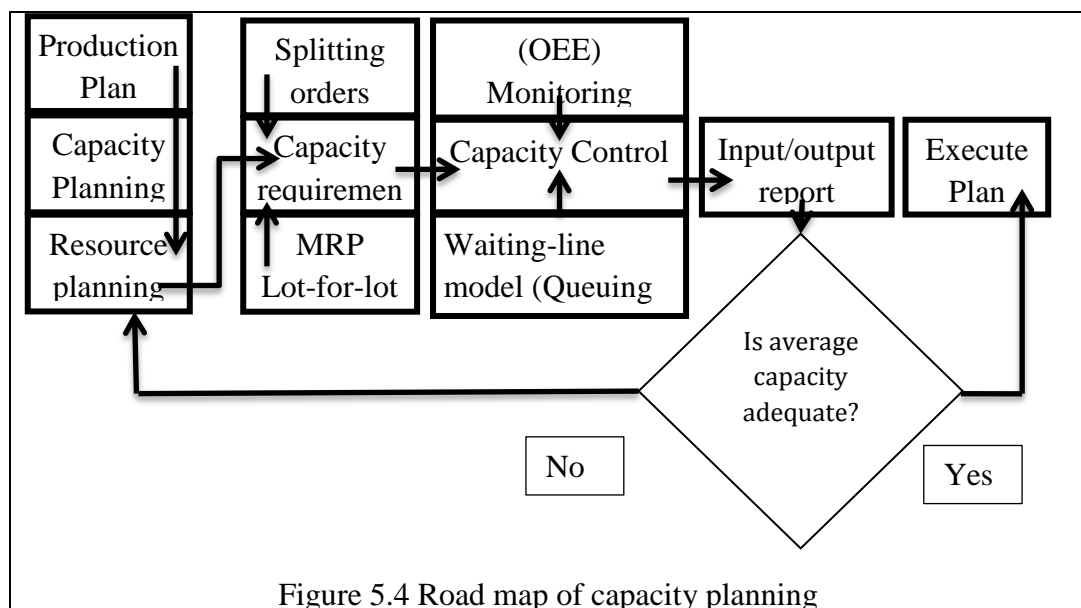 Production
Plan
Capacity
Planning
Resource
planning
Splitting
orders
Capacity
requiremen
MRP
Lot-for-lot
(OEE)
Monitoring
Capacity Control
Waiting-line
model (Queuing
Input/output
report
Execute
Plan
Is average
capacity
adequate?
No
Yes
Figure 5.4 Road map of capacity planning